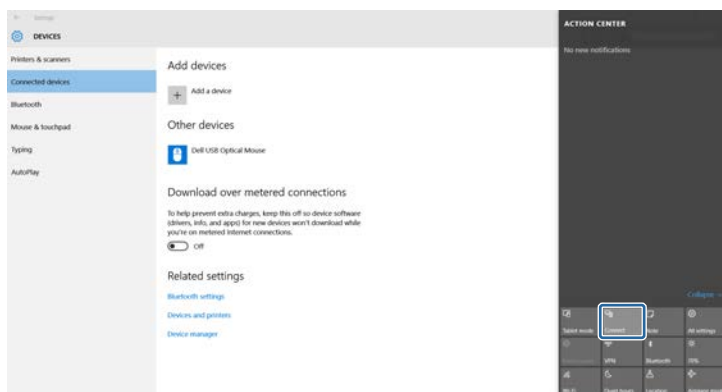 Settings
DEVICES
Printers & scanners
Connected devices
Bluetooth
Mouse & touchpad
Typing
AutoPlay
Add devices
Add a device
Other devices
Dell USB Optical Mouse
Download over metered connections
To help prevent extra charges, keep this off so device software
(drivers, info, and apps) for new devices won't download while
you're on metered Internet connections.
Off
Related settings
Bluetooth settings
Devices and printers
Device manager
ACTION CENTER
No new notifications
Collapse
Tablet mode
Connect
Note
All settings
VPN
Bluetooth
70%
Wi-Fi
Quiet hours
Location